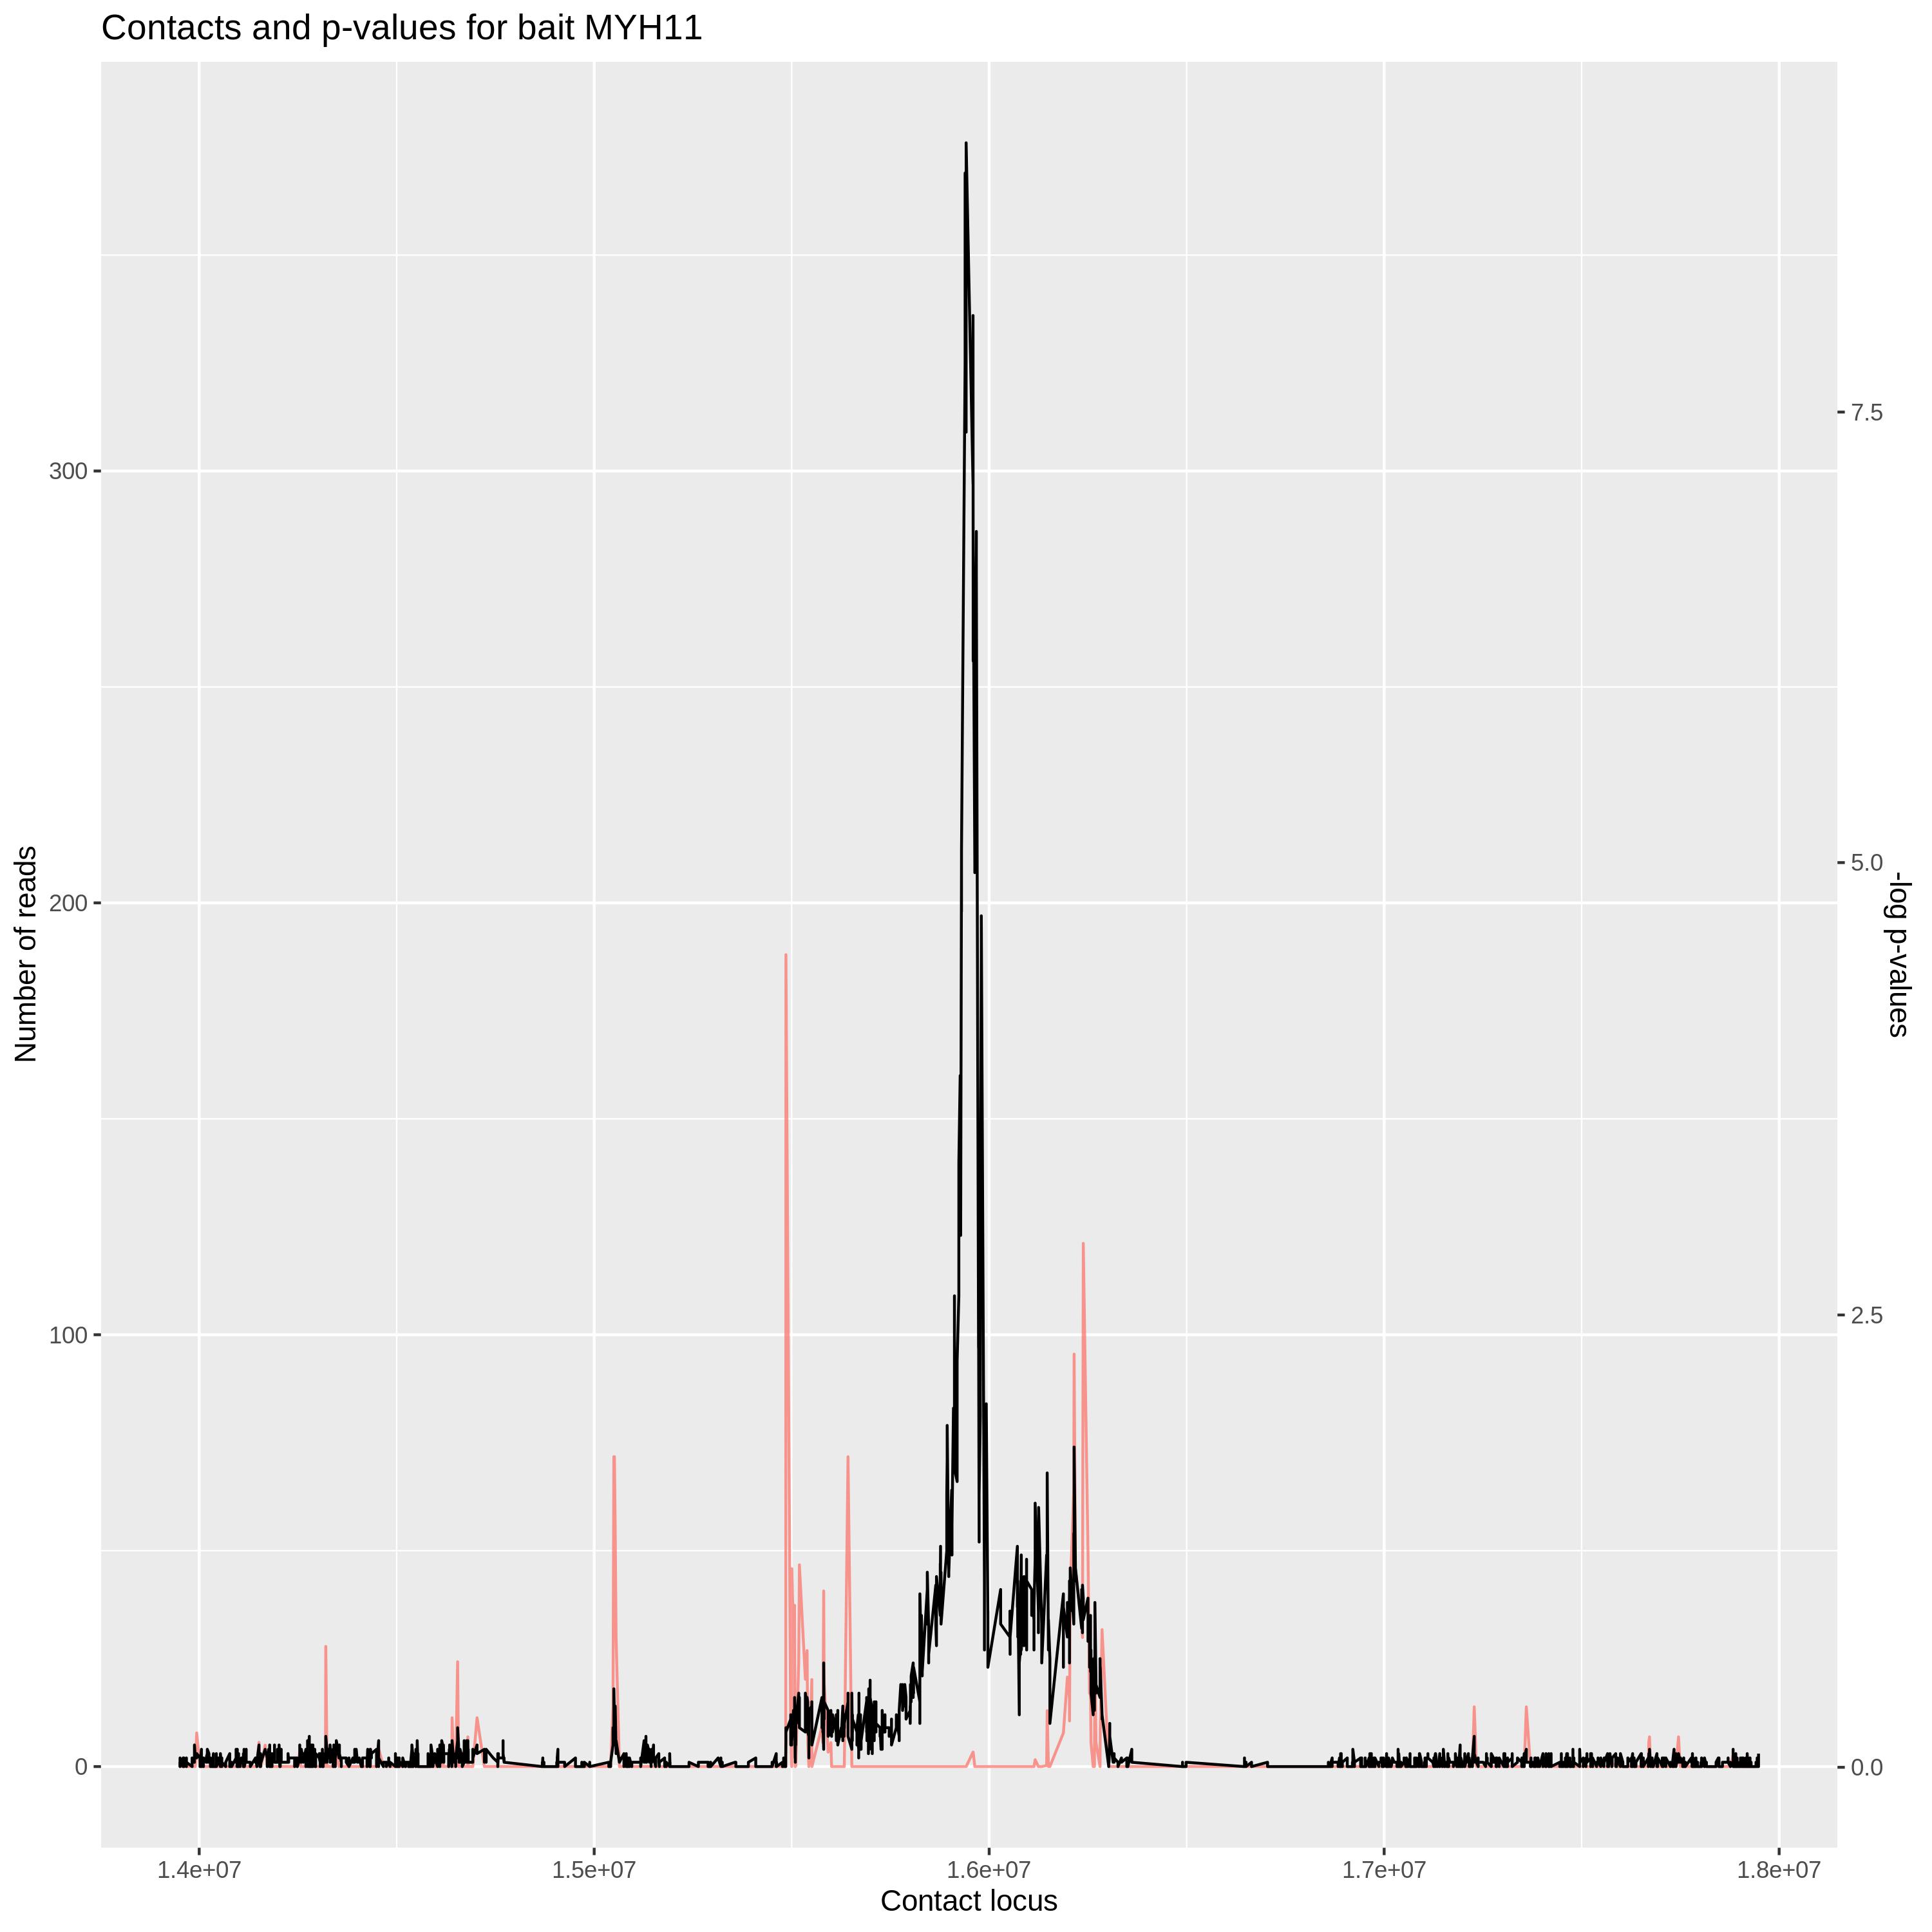 Contacts and p-values for bait MYH11
Number of reads
300
200
100
0
7.5
5.0
2.5
0.0
-log p-values
1.4e+07
1.5e+07
1.6e+07
1.7e+07
1.8e+07
Contact locus